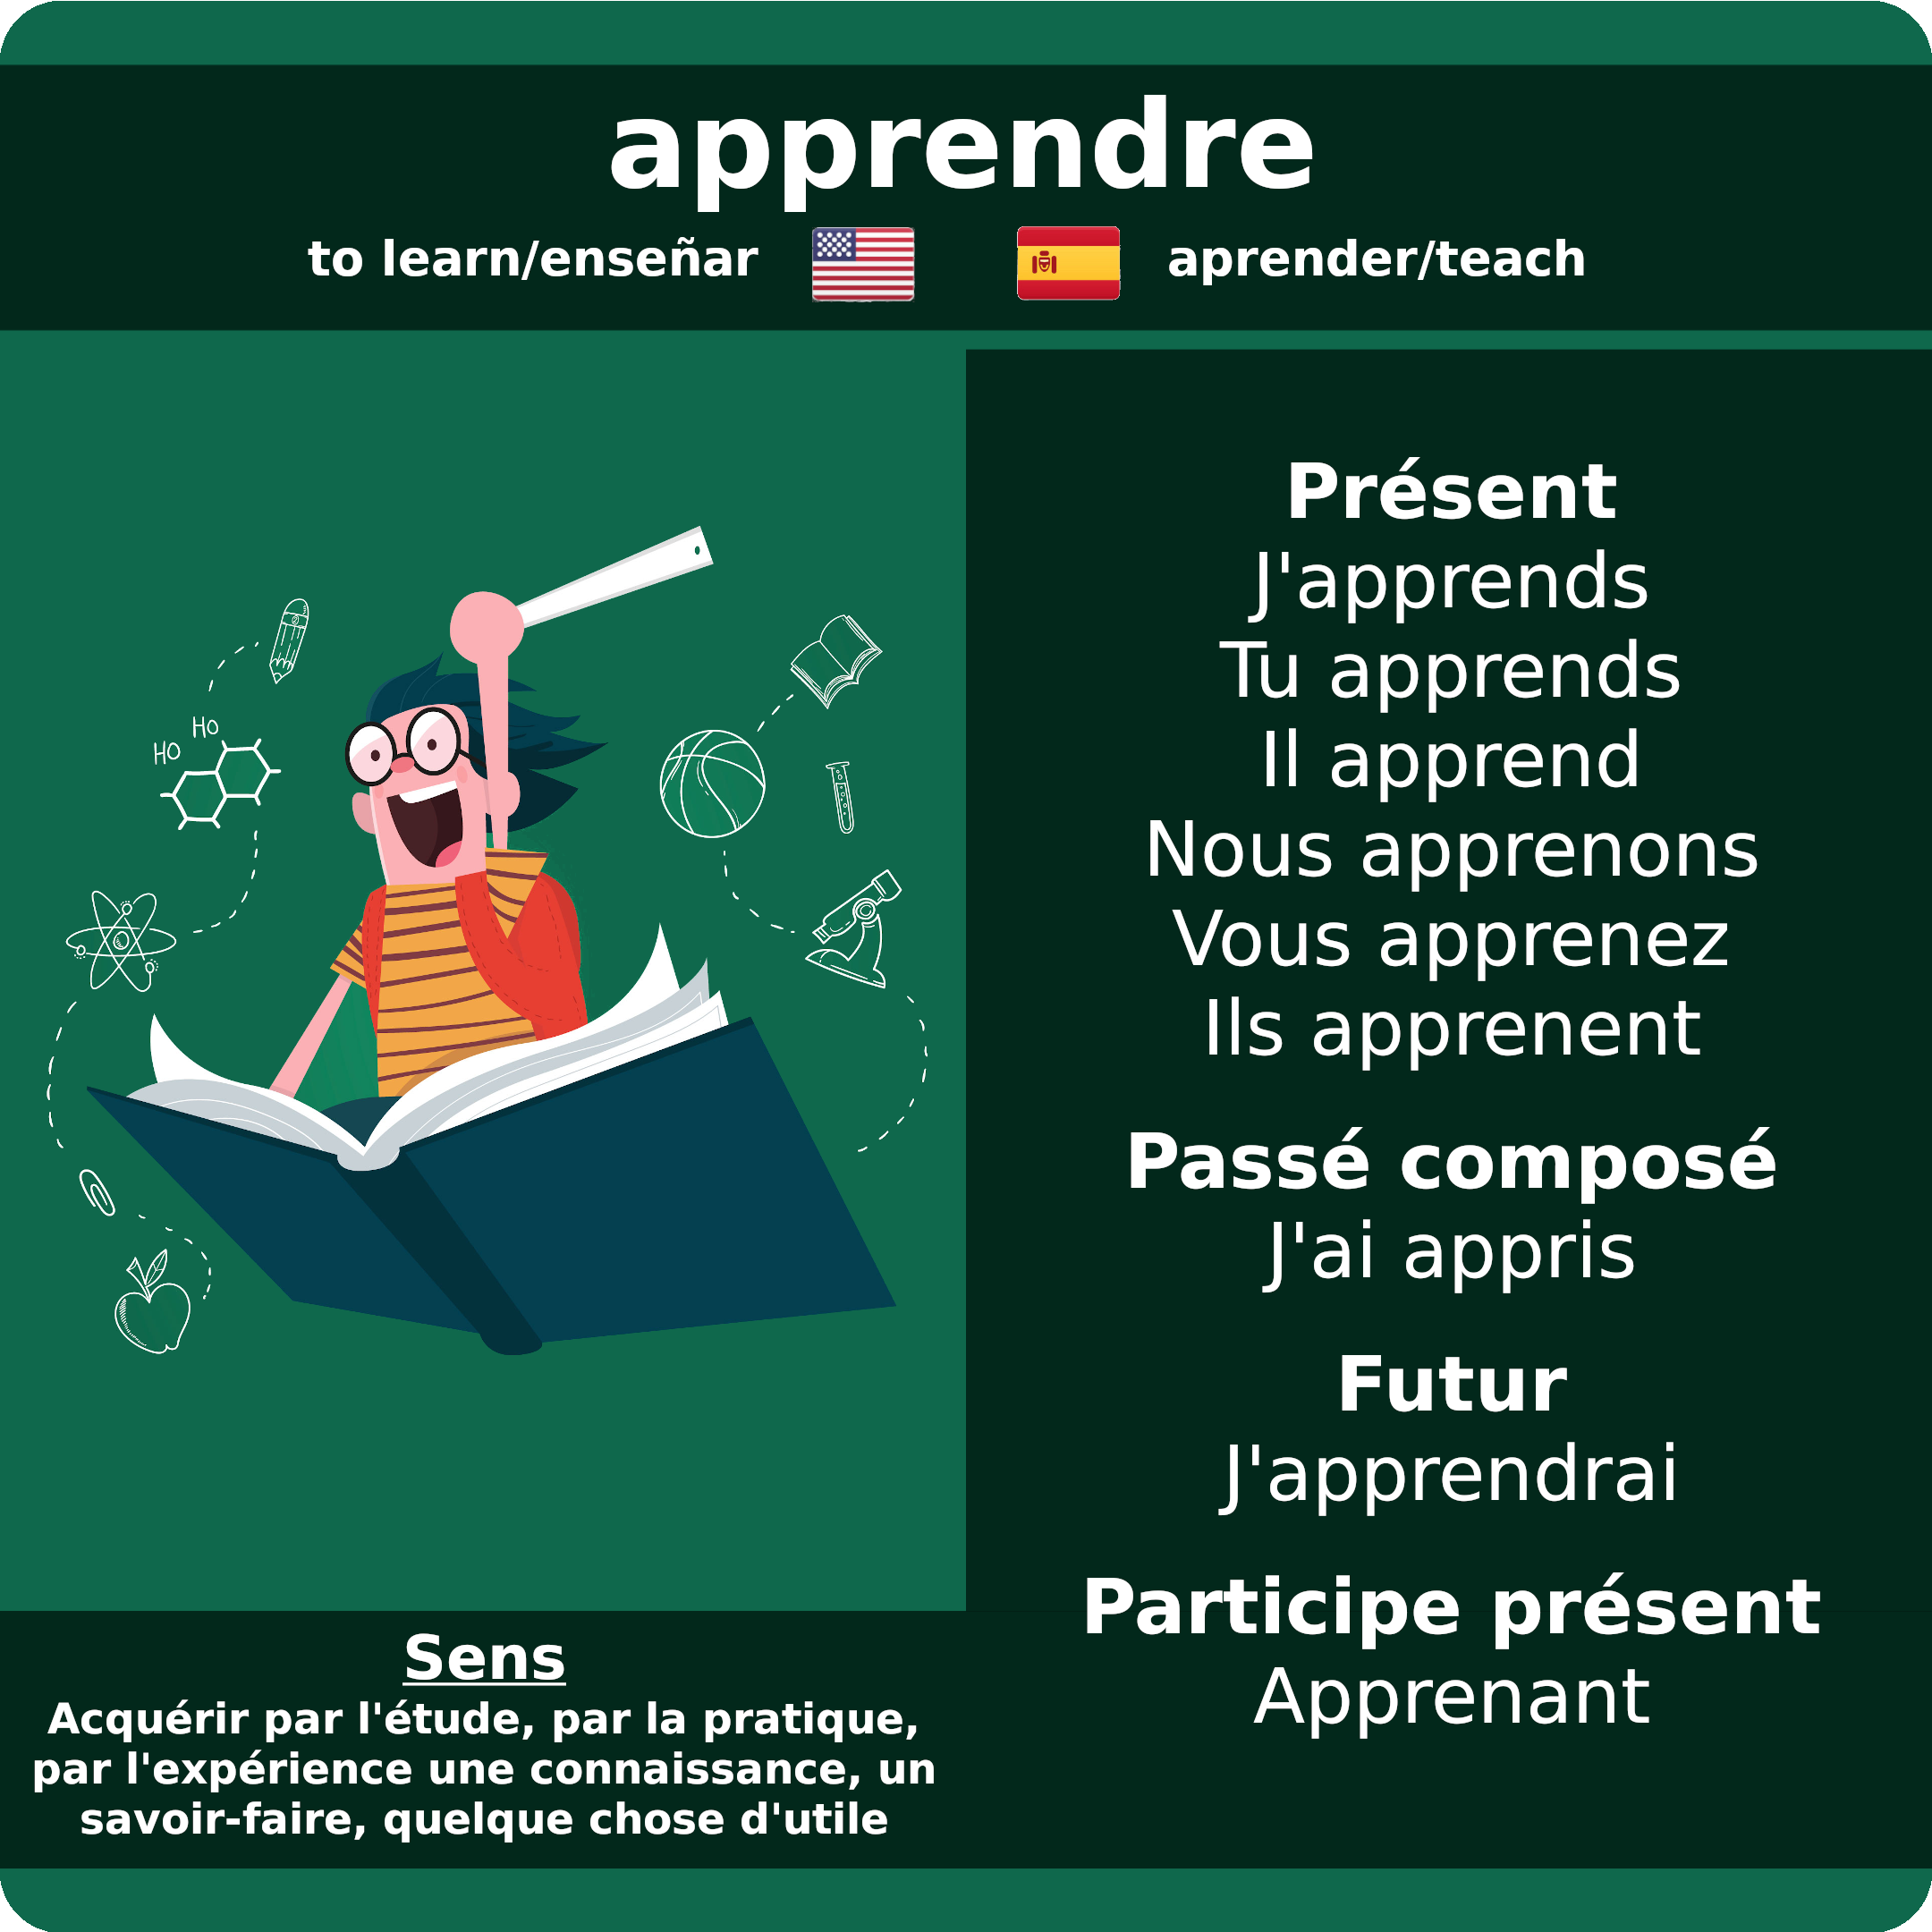 apprendre
to learn/enseñar
aprender/teach
Présent
J'apprends
Tu apprends
Il apprend
Nous apprenons
Vous apprenez
Ils apprenent
Passé composé
J'ai appris
Futur
J'apprendrai
Participe présent
Apprenant
HO
HO
Sens
Acquérir par l'étude, par la pratique,
par l'expérience une connaissance, un
savoir-faire, quelque chose d'utile